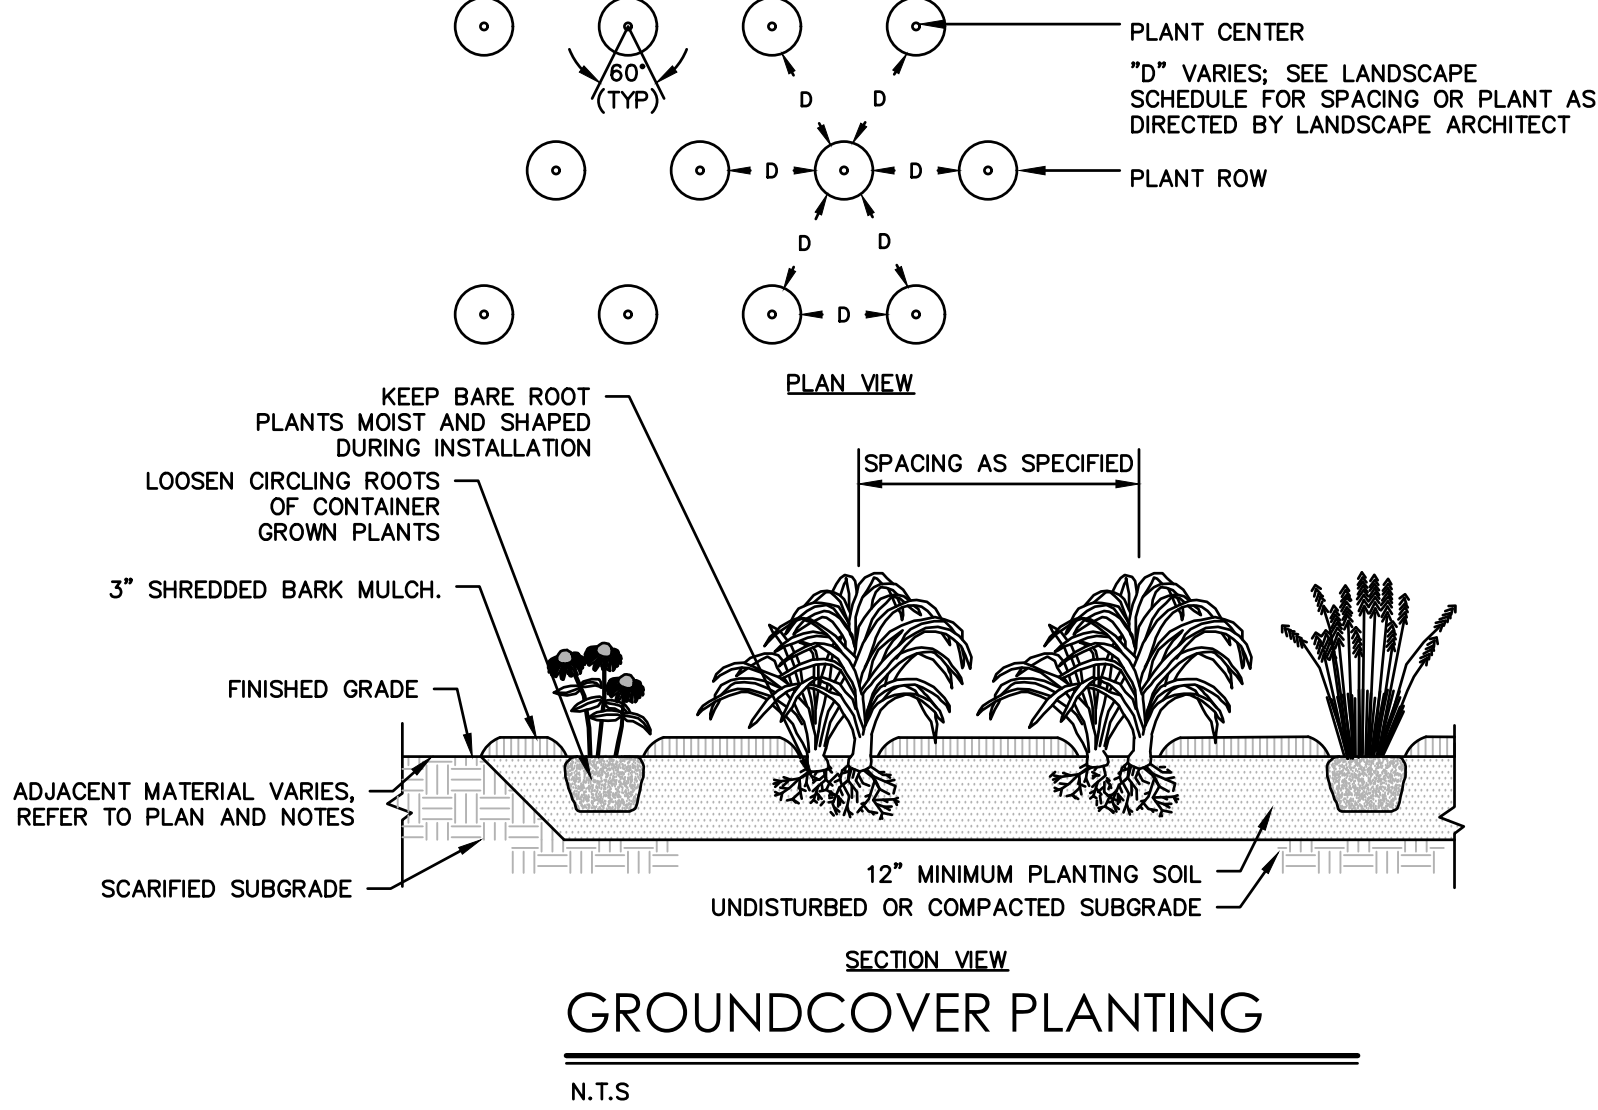 PLANT CENTER
"D" VARIES; SEE LANDSCAPE
SCHEDULE FOR SPACING OR PLANT AS
DIRECTED BY LANDSCAPE ARCHITECT
60°
(TYP)
D
D
D
D
PLANT ROW
D
D
D
PLAN VIEW
KEEP BARE ROOT
PLANTS MOIST AND SHAPED
DURING INSTALLATION
SPACING AS SPECIFIED
LOOSEN CIRCLING ROOTS
OF CONTAINER
GROWN PLANTS
3" SHREDDED BARK MULCH.
FINISHED GRADE
ADJACENT MATERIAL VARIES,
REFER TO PLAN AND NOTES
SCARIFIED SUBGRADE
12" MINIMUM PLANTING SOIL
UNDISTURBED OR COMPACTED SUBGRADE
SECTION VIEW
GROUNDCOVER PLANTING
N.T.S